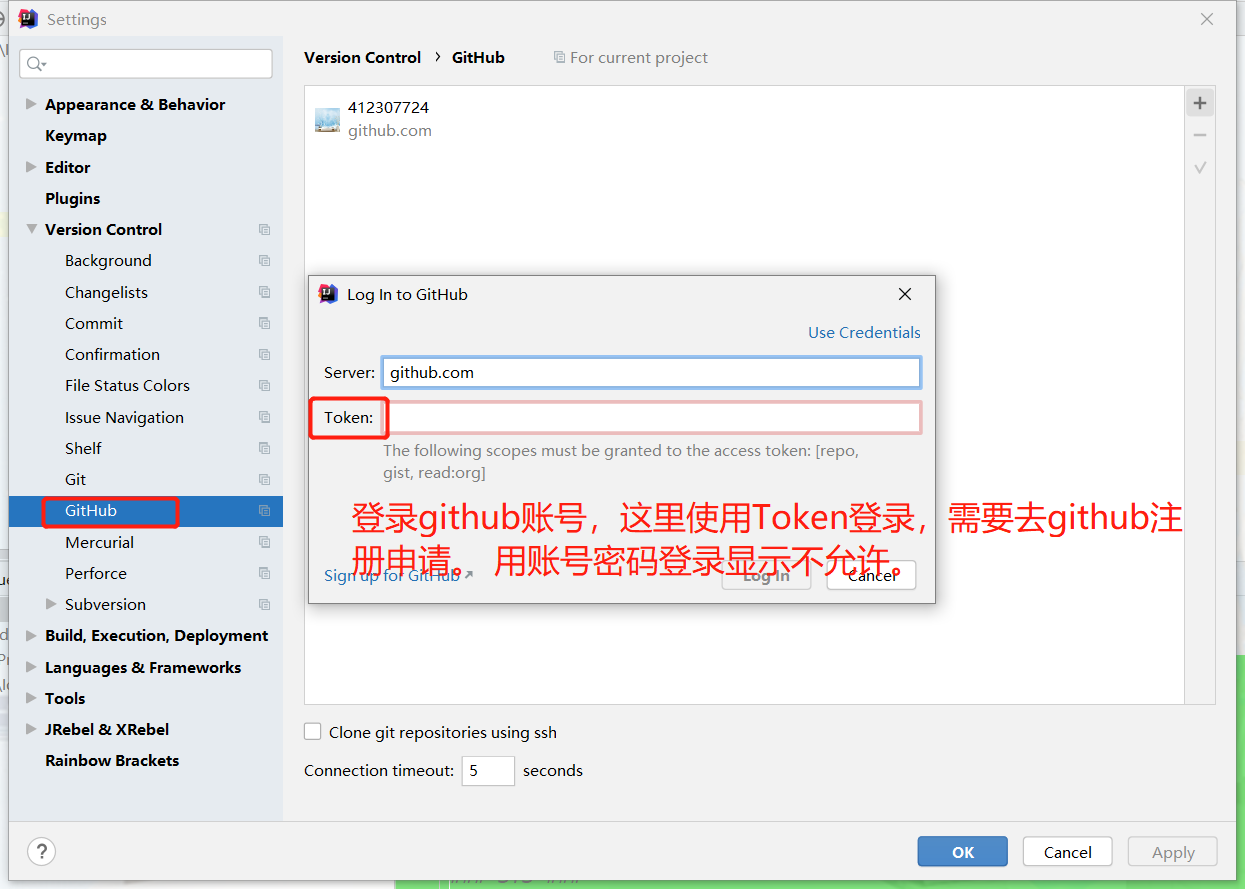 Settings
Version Control › GitHub
For current project
Appearance & Behavior
Keymap
Editor
Plugins
Version Control
Background
Changelists
Commit
Confirmation
File Status Colors
Issue Navigation
Shelf
Git
GitHub
Mercurial
Perforce
Subversion
Build, Execution, Deployment
Languages & Frameworks
Tools
JRebel & XRebel
Rainbow Brackets
412307724
github.com
Log In to GitHub
Use Credentials
Server: github.com
Token:
The following scopes must be granted to the access token: [repo,
gist, read:org]
登录github账号，这里使用Token登录，需要去github注
册申请。 用账号密码登录显示不允许。
Sign up for GitHub
Log In
Cancel
Clone git repositories using ssh
Connection timeout: 5 seconds
?
OK
Cancel
Apply